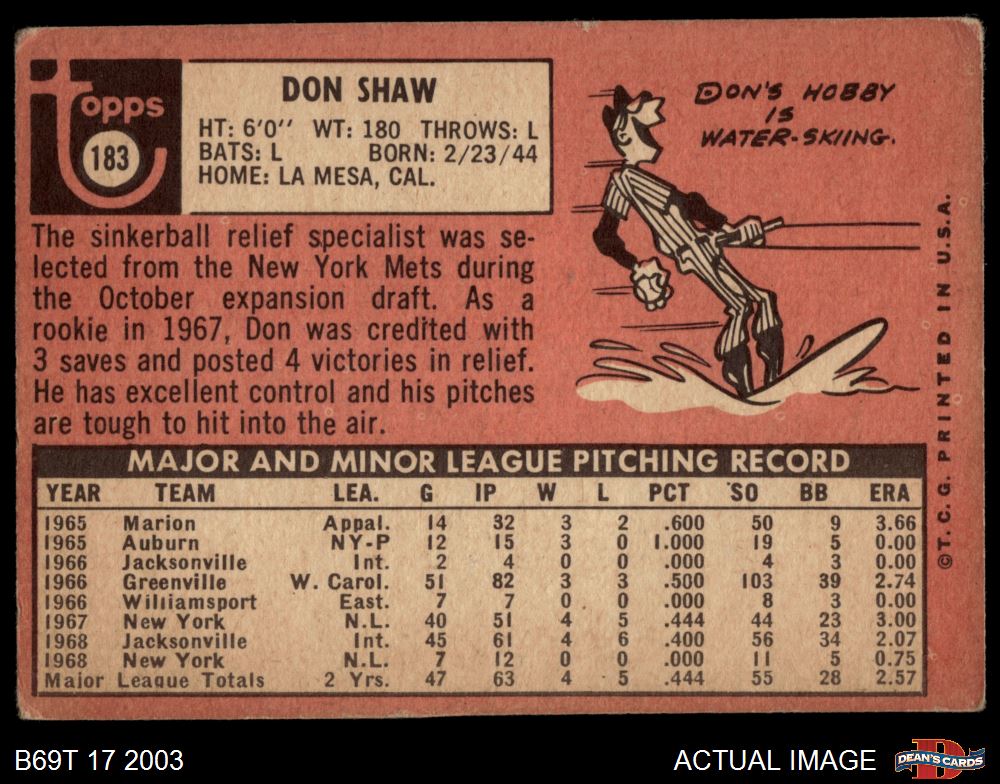 topps
183
DON SHAW
HT: 6'0'' WT: 180 THROWS: L
BATS: L BORN: 2/23/44
HOME: LA MESA, CAL.
DON'S HOBBY
IS
WATER-SKIING.
The sinkerball relief specialist was se-
lected from the New York Mets during
the October expansion draft. As a
rookie in 1967, Don was credited with
3 saves and posted 4 victories in relief.
He has excellent control and his pitches
are tough to hit into the air.
©T. C. G. PRINTED IN U.S.A.
MAJOR AND MINOR LEAGUE PITCHING RECORD
YEAR TEAM LEA. G IP W L PCT SO BB ERA
1965 Marion Appal. 14 32 3 2 .600 50 9 3.66
1965 Auburn NY-P 12 15 3 0 1.000 19 5 0.00
1966 Jacksonville Int. 2 4 0 0 .000 4 3 0.00
1966 Greenville W. Carol. 51 82 3 3 .500 103 39 2.74
1966 Williamsport East. 7 7 0 0 .000 8 3 0.00
1967 New York N.L. 40 51 4 5 .444 44 23 3.00
1968 Jacksonville Int. 45 61 4 6 .400 56 34 2.07
1968 New York N.L. 7 12 0 0 .000 11 5 0.75
Major League Totals 2 Yrs. 47 63 4 5 .444 55 28 2.57
B69T 17 2003
ACTUAL IMAGE
D
DEAN'S CARDS